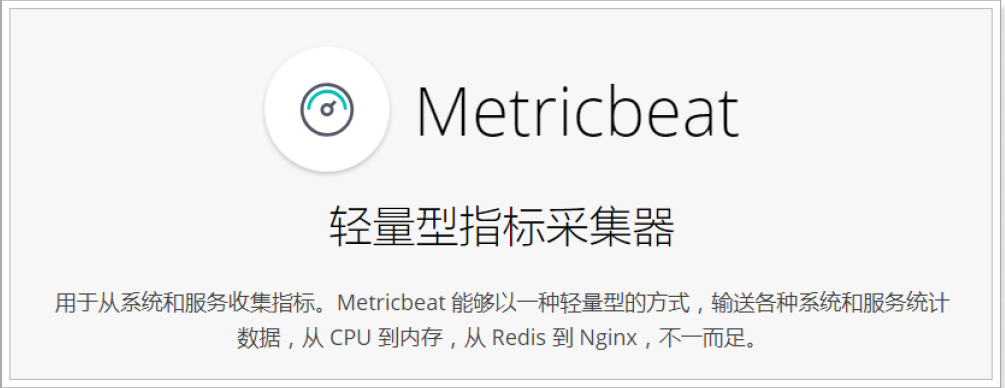 Metricbeat
轻量型指标采集器
用于从系统和服务收集指标。Metricbeat 能够以一种轻量型的方式，输送各种系统和服务统计
数据，从 CPU 到内存，从 Redis 到 Nginx，不一而足。